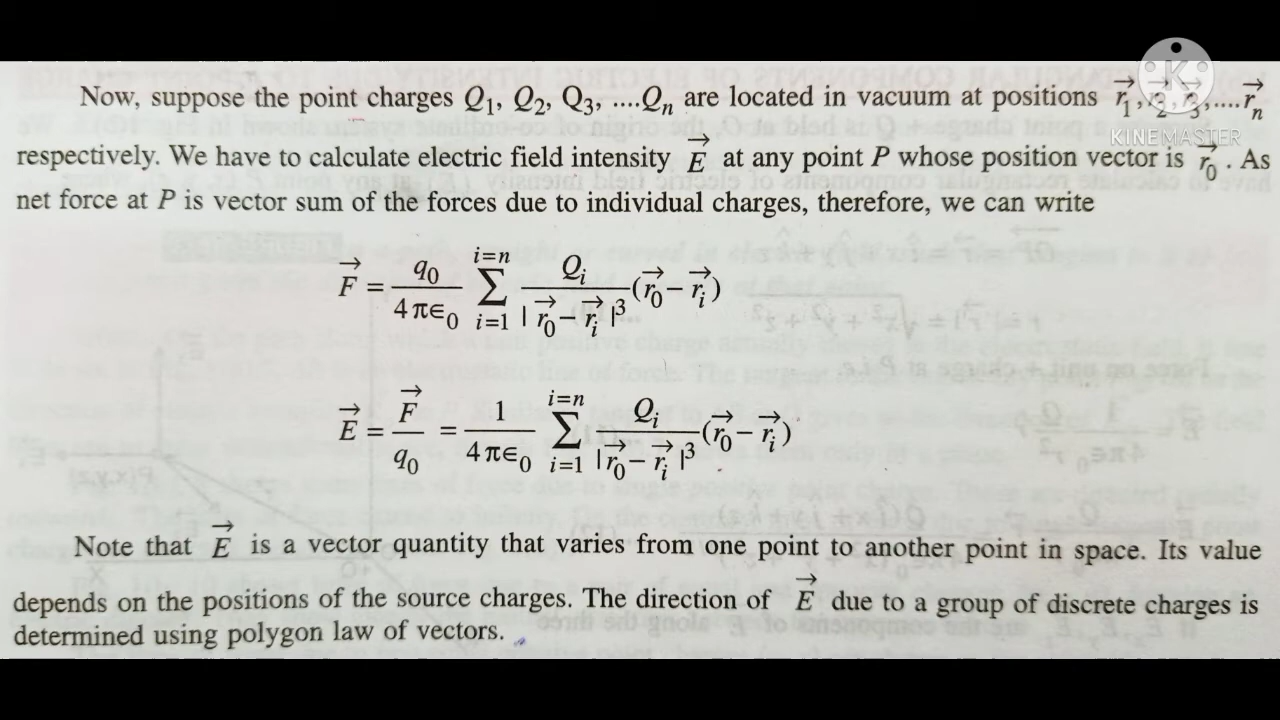 Now, suppose the point charges Q₁, Q₂, Q₃, ....Qₙ are located in vacuum at positions r⃗₁, r⃗₂, r⃗₃,....r⃗ₙ
KINEMASTER
respectively. We have to calculate electric field intensity E⃗ at any point P whose position vector is r⃗₀. As
net force at P is vector sum of the forces due to individual charges, therefore, we can write
F⃗ = q₀/4πϵ₀ Σ_{i=1}^{i=n} Qᵢ/|r⃗₀ – r⃗ᵢ|³ (r⃗₀ – r⃗ᵢ)
E⃗ = F⃗/q₀ = 1/4πϵ₀ Σ_{i=1}^{i=n} Qᵢ/|r⃗₀ – r⃗ᵢ|³ (r⃗₀ – r⃗ᵢ)
Note that E⃗ is a vector quantity that varies from one point to another point in space. Its value
depends on the positions of the source charges. The direction of E⃗ due to a group of discrete charges is
determined using polygon law of vectors.